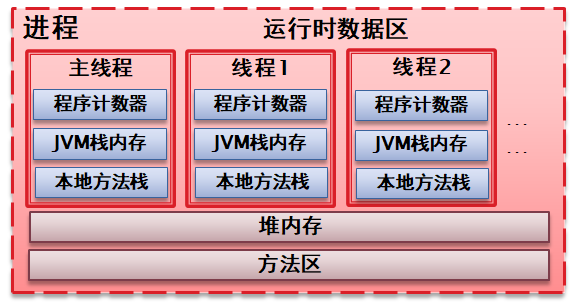 进程 运行时数据区
主线程 线程1 线程2
程序计数器 程序计数器 程序计数器
JVM栈内存 JVM栈内存 JVM栈内存
本地方法栈 本地方法栈 本地方法栈
...
...
堆内存
方法区